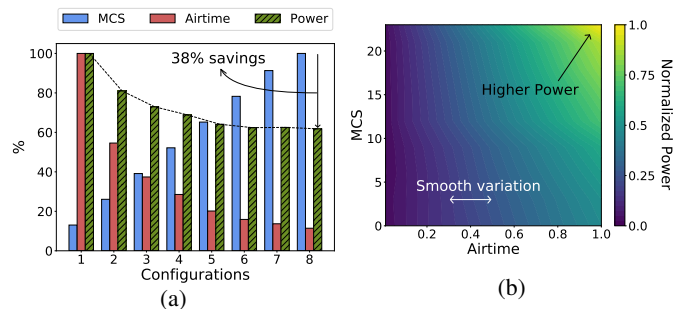 MCS Airtime Power
38% savings
100
80
60
40
20
0
%
1 2 3 4 5 6 7 8
Configurations
(a)
Higher Power
Smooth variation
20
15
10
5
0
MCS
0.2 0.4 0.6 0.8 1.0
Airtime
1.0
0.75
0.50
0.25
0.0
Normalized Power
(b)